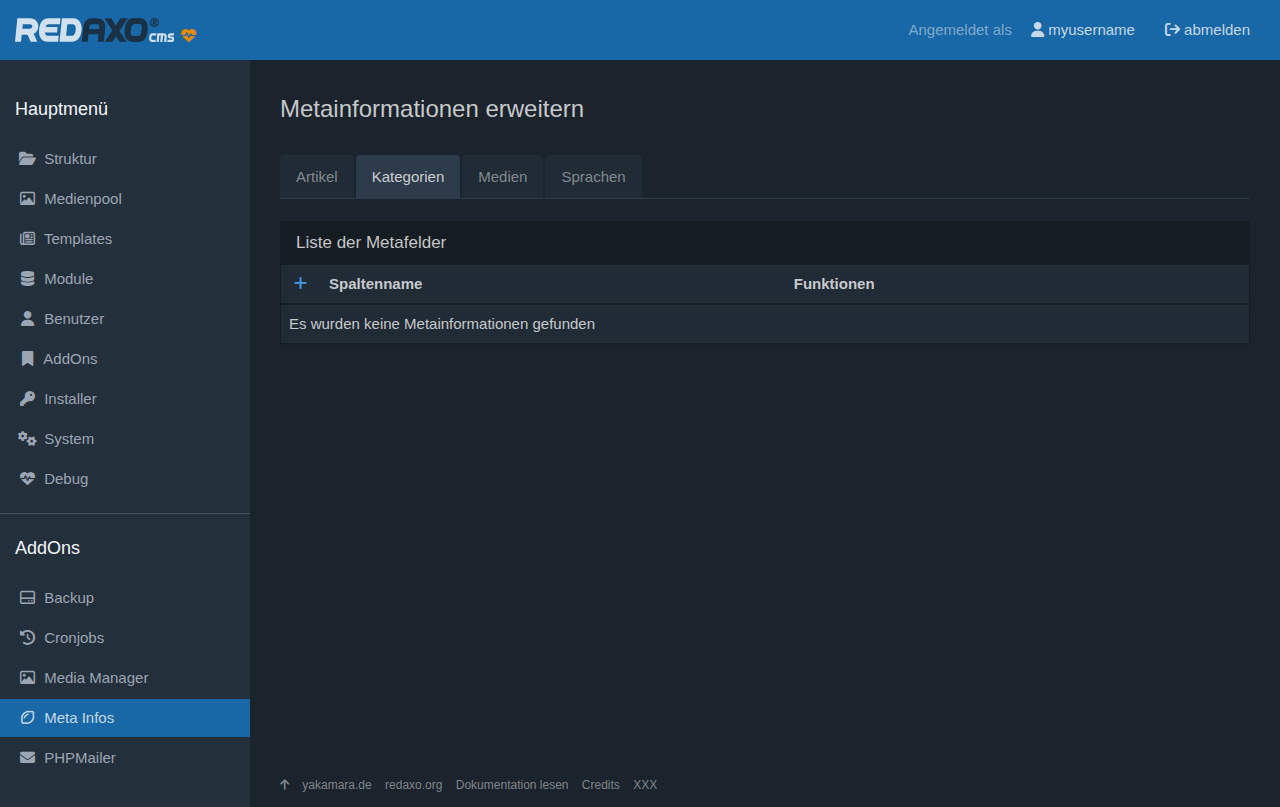 REDAXO® cms
Angemeldet als myusername abmelden
Hauptmenü
Struktur
Medienpool
Templates
Module
Benutzer
AddOns
Installer
System
Debug
AddOns
Backup
Cronjobs
Media Manager
Meta Infos
PHPMailer
Metainformationen erweitern
Artikel Kategorien Medien Sprachen
Liste der Metafelder
Spaltenname Funktionen
Es wurden keine Metainformationen gefunden
yakamara.de redaxo.org Dokumentation lesen Credits XXX